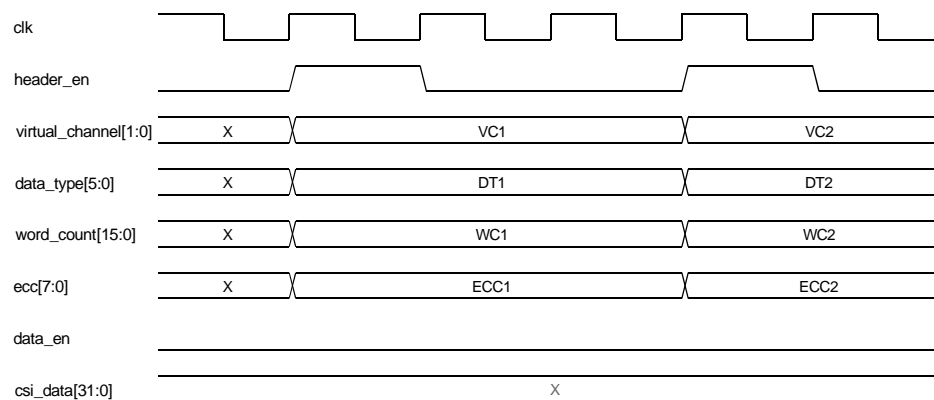 clk
header_en
virtual_channel[1:0] X VC1 VC2
data_type[5:0] X DT1 DT2
word_count[15:0] X WC1 WC2
ecc[7:0] X ECC1 ECC2
data_en
csi_data[31:0] X